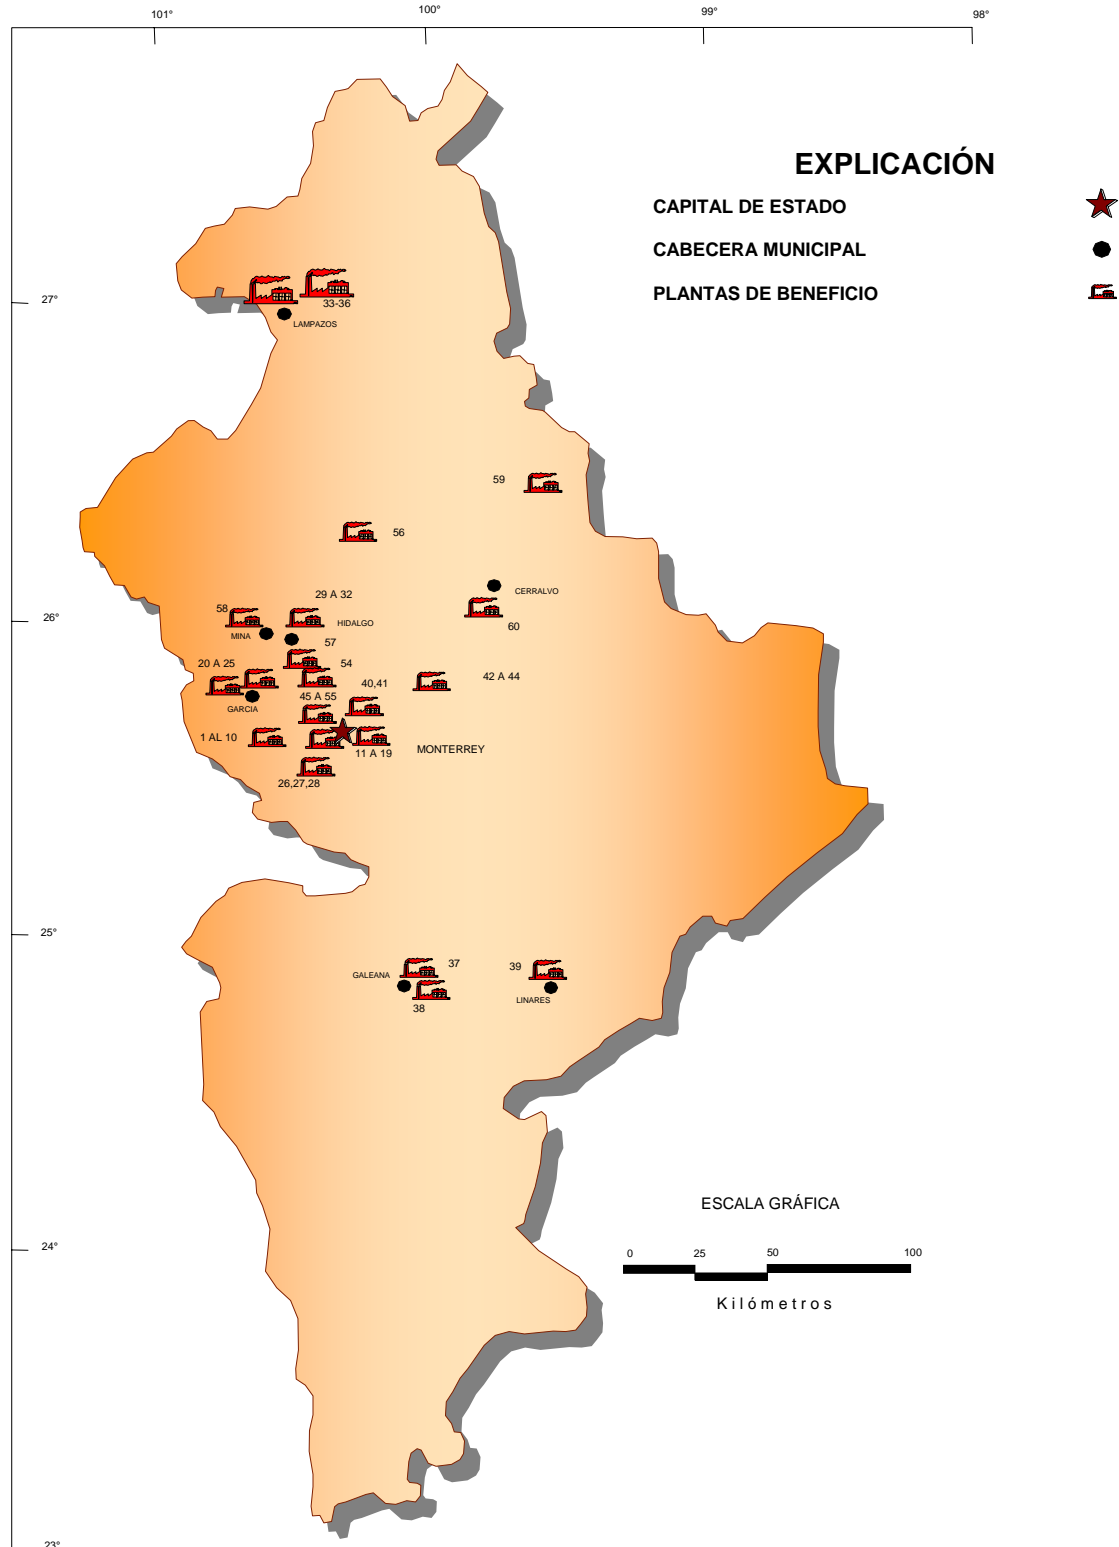 101°
100°
99°
98°
EXPLICACIÓN
CAPITAL DE ESTADO
CABECERA MUNICIPAL
PLANTAS DE BENEFICIO
27°
33-36
LAMPAZOS
59
56
CERRALVO
29 A 32
58
HIDALGO
60
26°
MINA
57
20 A 25
54
42 A 44
40,41
45 A 55
GARCIA
1 AL 10
11 A 19
MONTERREY
26,27,28
25°
37
39
GALEANA
LINARES
38
ESCALA GRÁFICA
24°
0
25
50
100
Kilómetros
23°